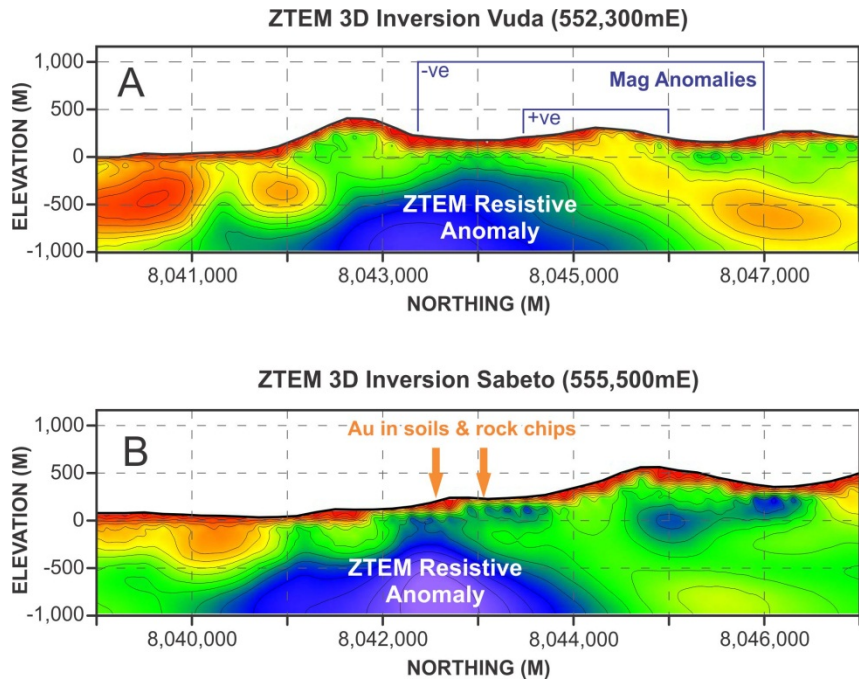 ZTEM 3D Inversion Vuda (552,300mE)
A
-ve
Mag Anomalies
+ve
ELEVATION (M)
1,000
500
0
-500
-1,000
ZTEM Resistive
Anomaly
8,041,000
8,043,000
8,045,000
8,047,000
NORTHING (M)
ZTEM 3D Inversion Sabeto (555,500mE)
B
Au in soils & rock chips
ELEVATION (M)
1,000
500
0
-500
-1,000
ZTEM Resistive
Anomaly
8,040,000
8,042,000
8,044,000
8,046,000
NORTHING (M)